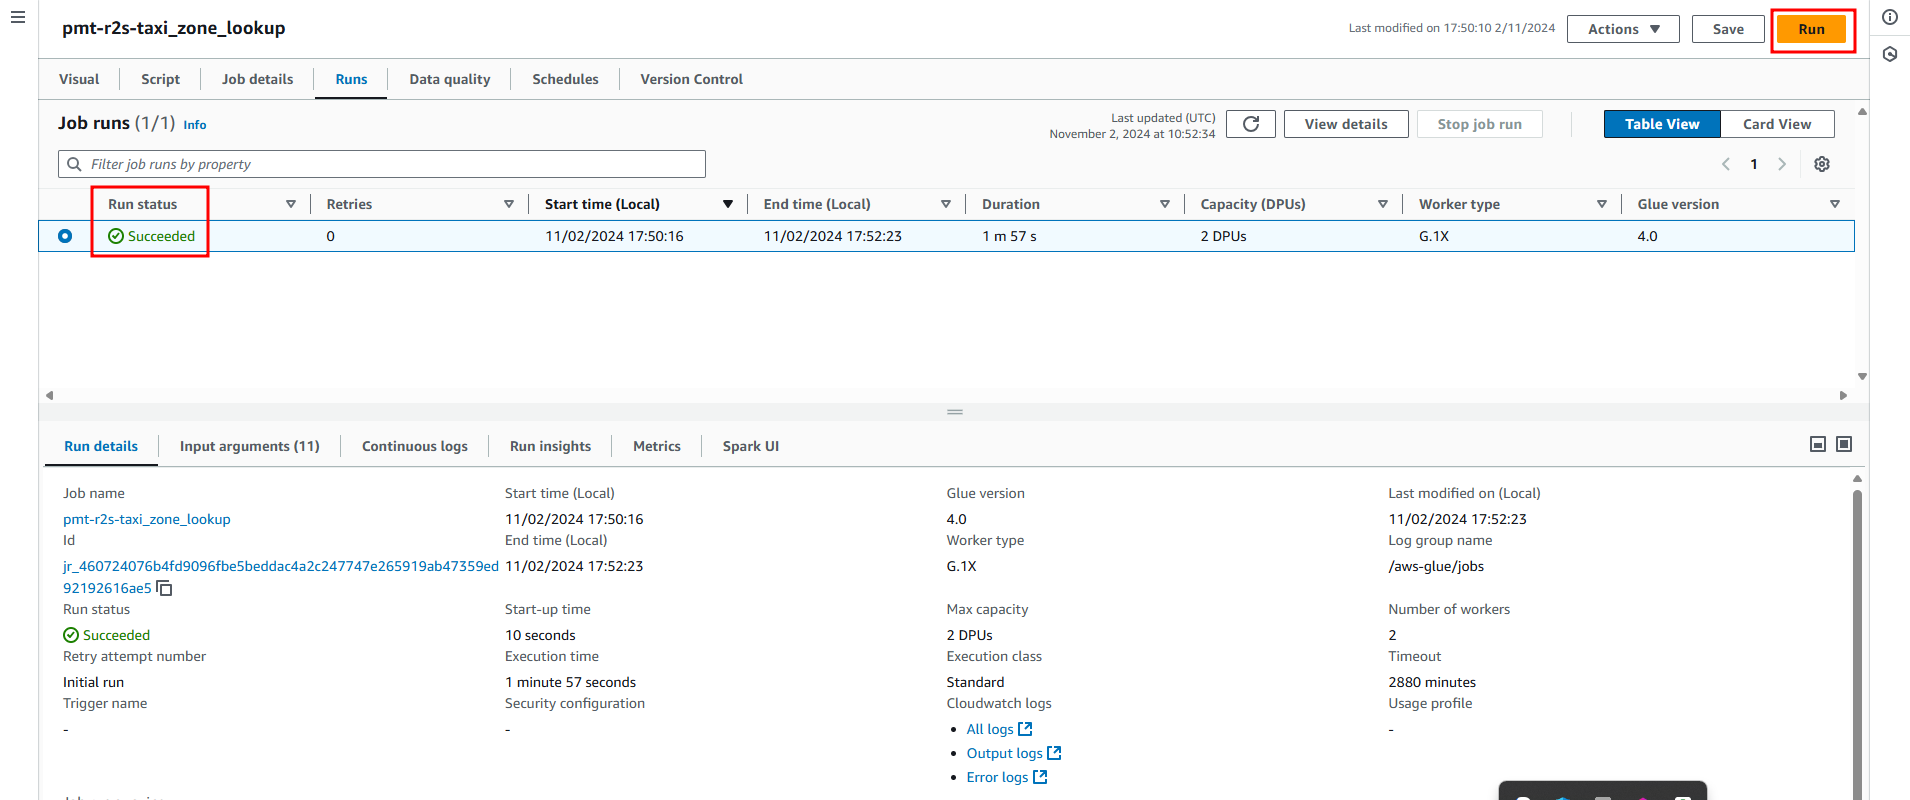 pmt-r2s-taxi_zone_lookup
Last modified on 17:50:10 2/11/2024
Actions
Save
Run
Visual
Script
Job details
Runs
Data quality
Schedules
Version Control
Job runs (1/1) Info
Last updated (UTC)
November 2, 2024 at 10:52:34
View details
Stop job run
Table View
Card View
Filter job runs by property
1
Run status
Retries
Start time (Local)
End time (Local)
Duration
Capacity (DPUs)
Worker type
Glue version
Succeeded
0
11/02/2024 17:50:16
11/02/2024 17:52:23
1 m 57 s
2 DPUs
G.1X
4.0
Run details
Input arguments (11)
Continuous logs
Run insights
Metrics
Spark UI
Job name
pmt-r2s-taxi_zone_lookup
Id
jr_460724076b4fd9096fbe5beddac4a2c247747e265919ab47359ed
92192616ae5
Run status
Succeeded
Retry attempt number
Initial run
Trigger name
-
Start time (Local)
11/02/2024 17:50:16
End time (Local)
11/02/2024 17:52:23
Start-up time
10 seconds
Execution time
1 minute 57 seconds
Security configuration
-
Glue version
4.0
Worker type
G.1X
Max capacity
2 DPUs
Execution class
Standard
Cloudwatch logs
All logs
Output logs
Error logs
Last modified on (Local)
11/02/2024 17:52:23
Log group name
/aws-glue/jobs
Number of workers
2
Timeout
2880 minutes
Usage profile
-